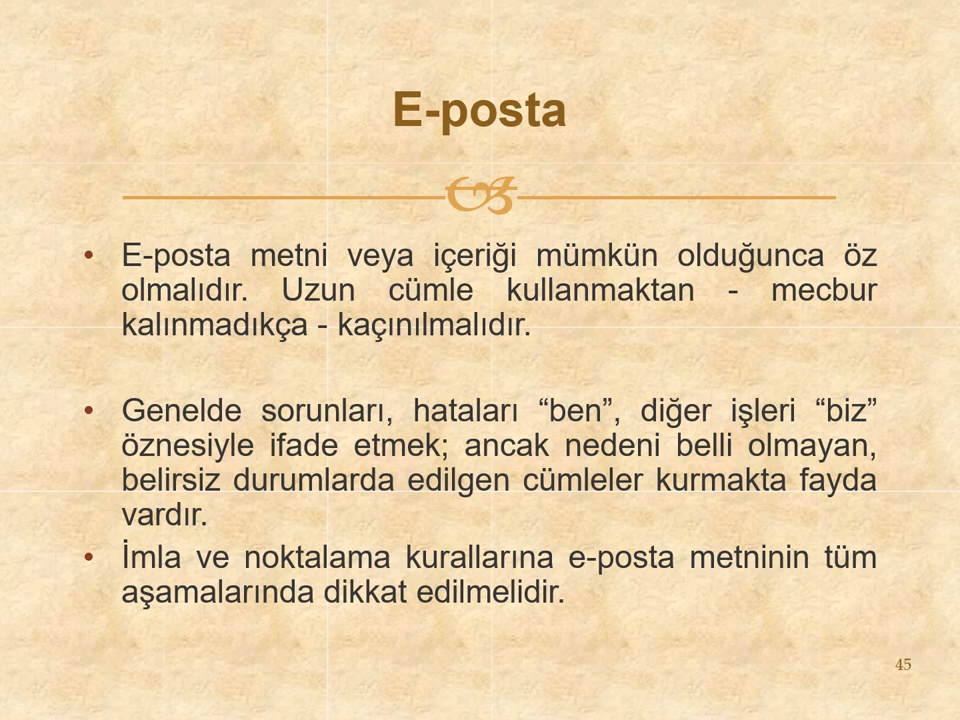 E-posta
• E-posta metni veya içeriği mümkün olduğunca öz
olmalıdır. Uzun cümle kullanmaktan - mecbur
kalınmadıkça - kaçınılmalıdır.
• Genelde sorunları, hataları “ben”, diğer işleri “biz”
öznesiyle ifade etmek; ancak nedeni belli olmayan,
belirsiz durumlarda edilgen cümleler kurmakta fayda
vardır.
• İmla ve noktalama kurallarına e-posta metninin tüm
aşamalarında dikkat edilmelidir.
45